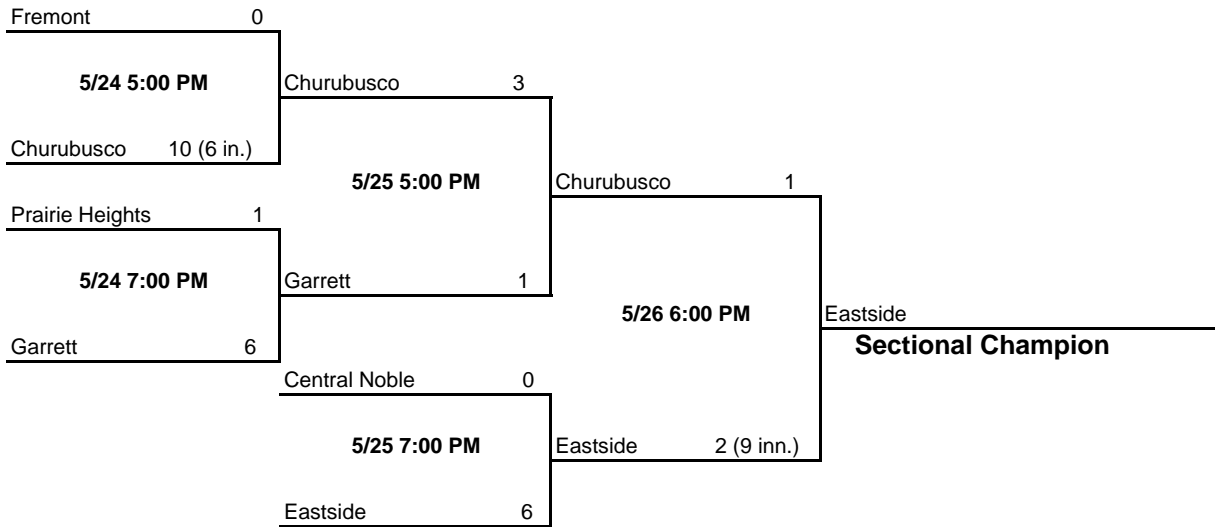 Fremont 0
5/24 5:00 PM
Churubusco 3
Churubusco 10 (6 in.)
5/25 5:00 PM
Churubusco 1
Prairie Heights 1
5/24 7:00 PM
Garrett 1
5/26 6:00 PM
Eastside
Garrett 6
Sectional Champion
Central Noble 0
5/25 7:00 PM
Eastside 2 (9 inn.)
Eastside 6